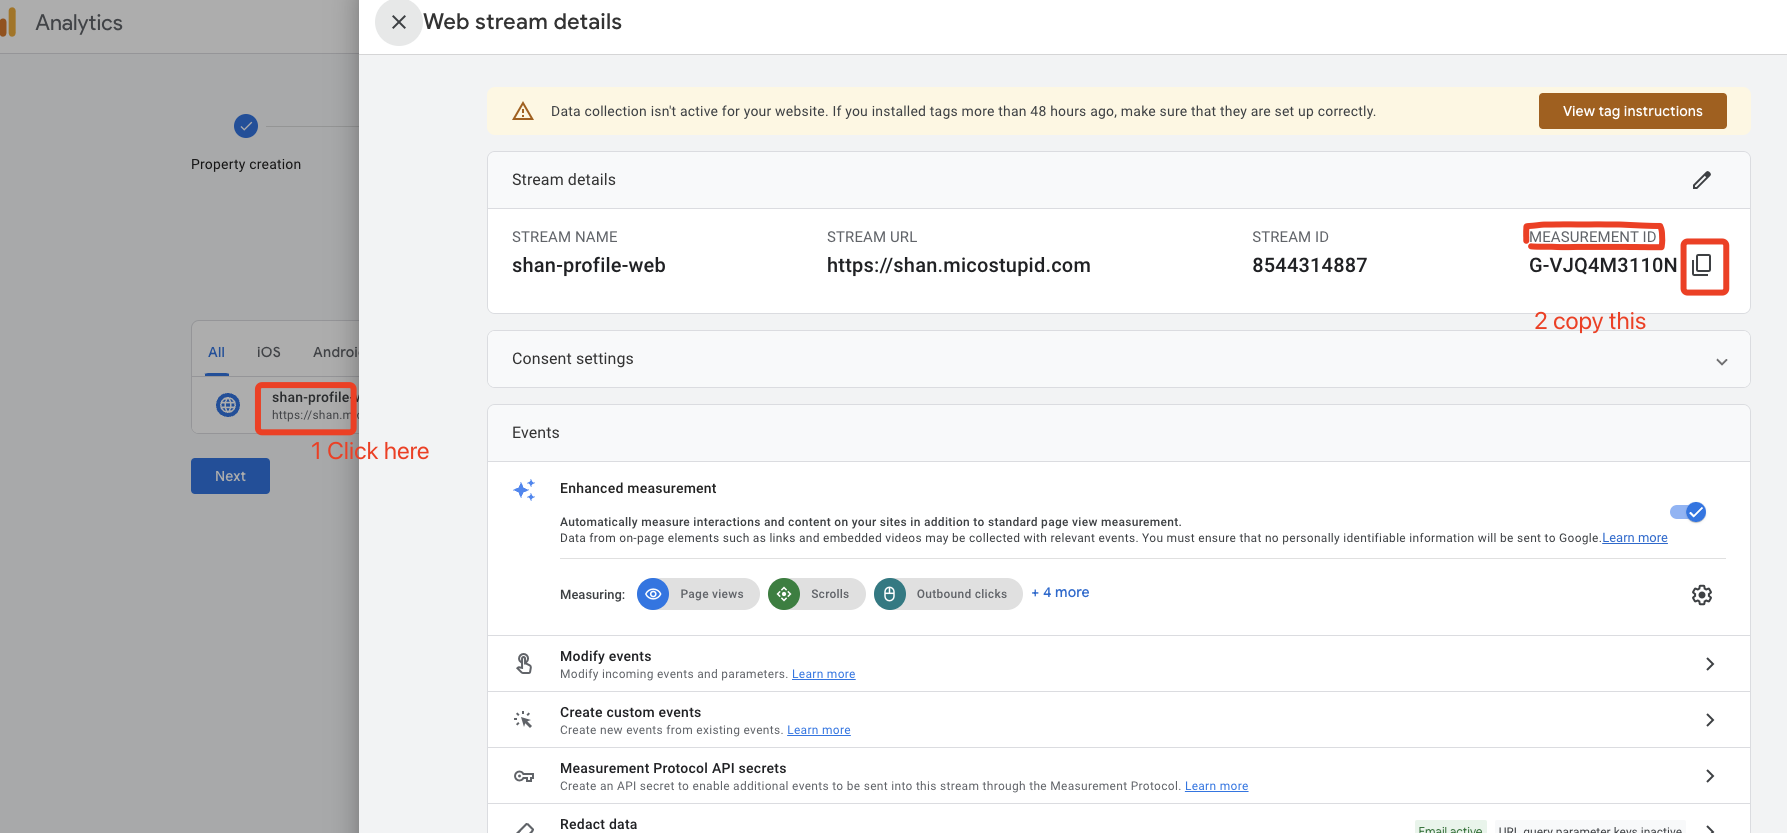 Analytics
Web stream details
Data collection isn't active for your website. If you installed tags more than 48 hours ago, make sure that they are set up correctly.
View tag instructions
Property creation
Stream details
STREAM NAME
STREAM URL
STREAM ID
MEASUREMENT ID
shan-profile-web
https://shan.micostupid.com
8544314887
G-VJQ4M3110N
2 copy this
All
iOS
Androi
Consent settings
shan-profile-
https://shan.m
1 Click here
Events
Next
Enhanced measurement
Automatically measure interactions and content on your sites in addition to standard page view measurement.
Data from on-page elements such as links and embedded videos may be collected with relevant events. You must ensure that no personally identifiable information will be sent to Google.Learn more
Measuring:
Page views
Scrolls
Outbound clicks
+ 4 more
Modify events
Modify incoming events and parameters. Learn more
Create custom events
Create new events from existing events. Learn more
Measurement Protocol API secrets
Create an API secret to enable additional events to be sent into this stream through the Measurement Protocol. Learn more
Redact data
Email active
URL query parameter keys inactive